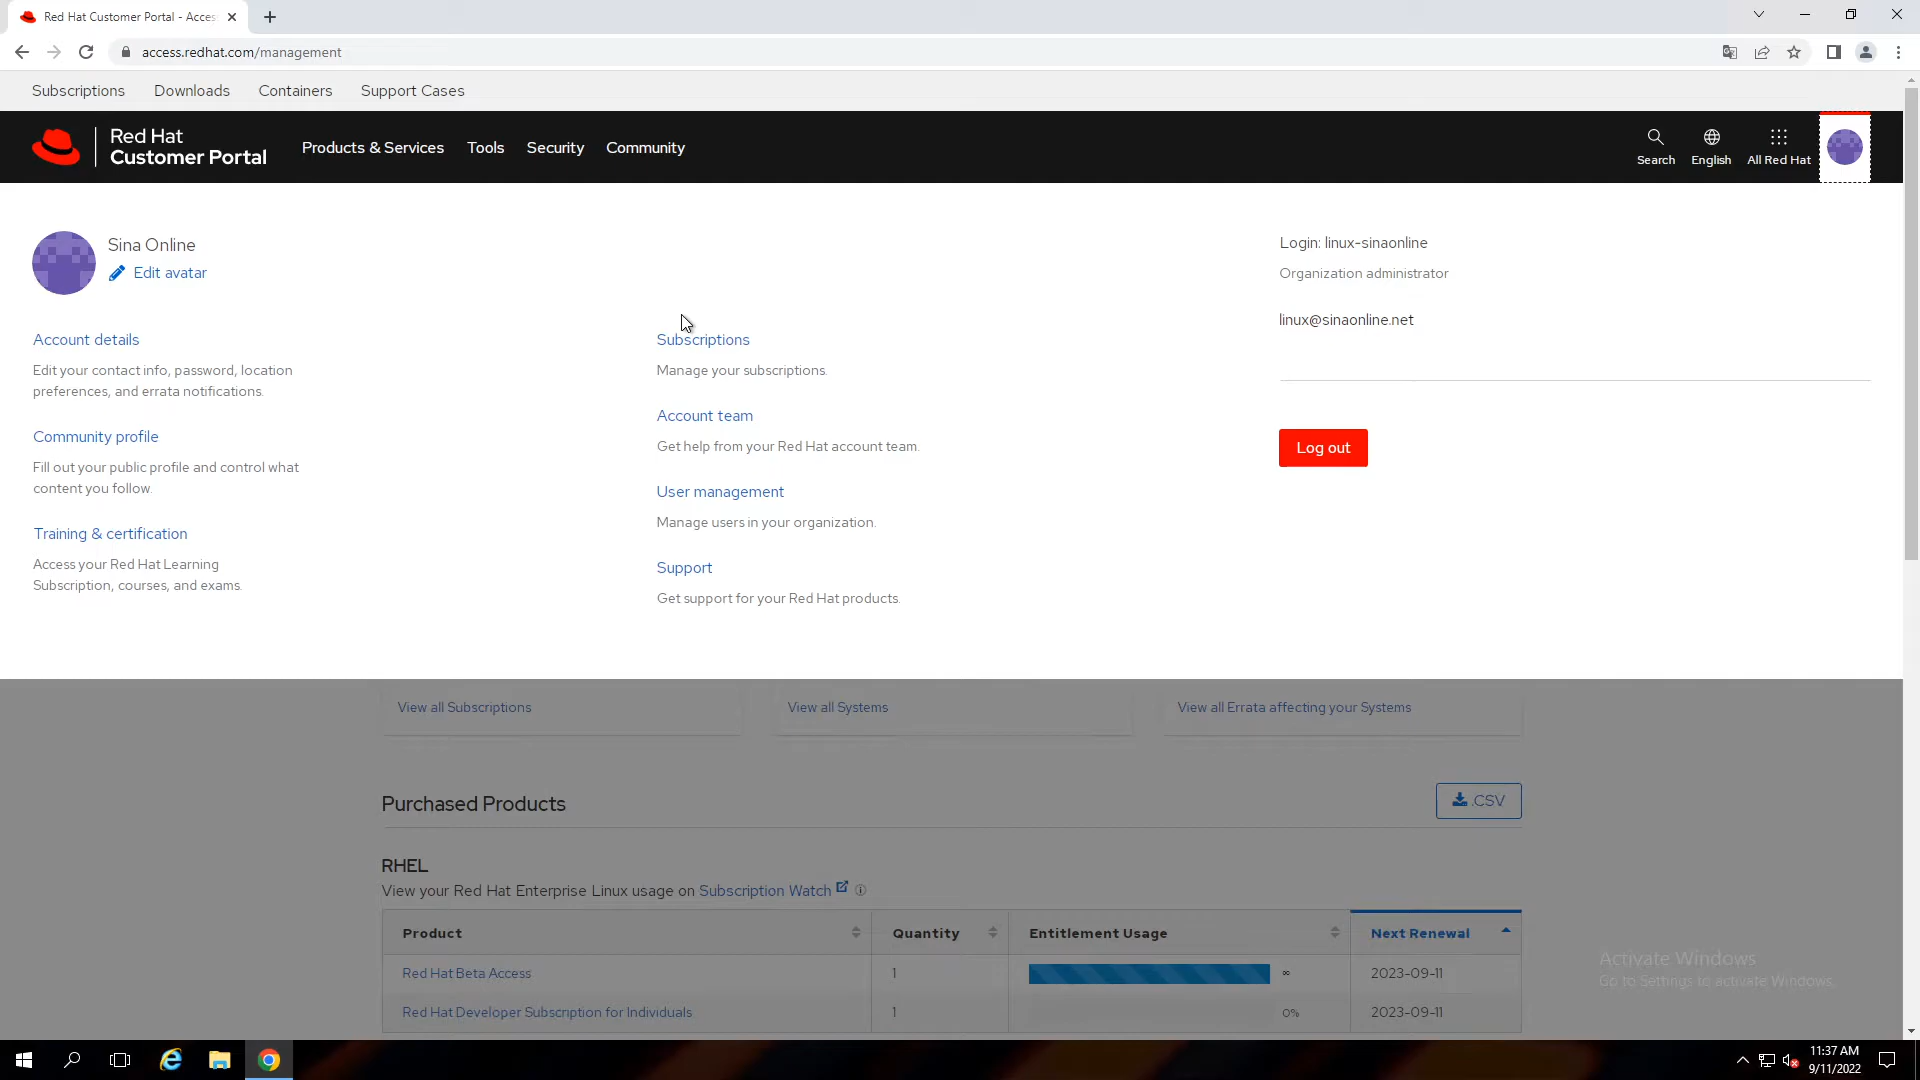 Red Hat Customer Portal - Acces
access.redhat.com/management
Subscriptions Downloads Containers Support Cases
Red Hat
Customer Portal
Products & Services Tools Security Community
Search English All Red Hat
Sina Online
Edit avatar
Account details
Edit your contact info, password, location
preferences, and errata notifications.
Community profile
Fill out your public profile and control what
content you follow.
Training & certification
Access your Red Hat Learning
Subscription, courses, and exams.
Subscriptions
Manage your subscriptions.
Account team
Get help from your Red Hat account team.
User management
Manage users in your organization.
Support
Get support for your Red Hat products.
Login: linux-sinaonline
Organization administrator
linux@sinaonline.net
Log out
View all Subscriptions View all Systems View all Errata affecting your Systems
Purchased Products
.CSV
RHEL
View your Red Hat Enterprise Linux usage on Subscription Watch
Product Quantity Entitlement Usage Next Renewal
Red Hat Beta Access 1 ∞ 2023-09-11
Red Hat Developer Subscription for Individuals 1 0% 2023-09-11
Activate Windows
Go to Settings to activate Windows.
11:37 AM
9/11/2022